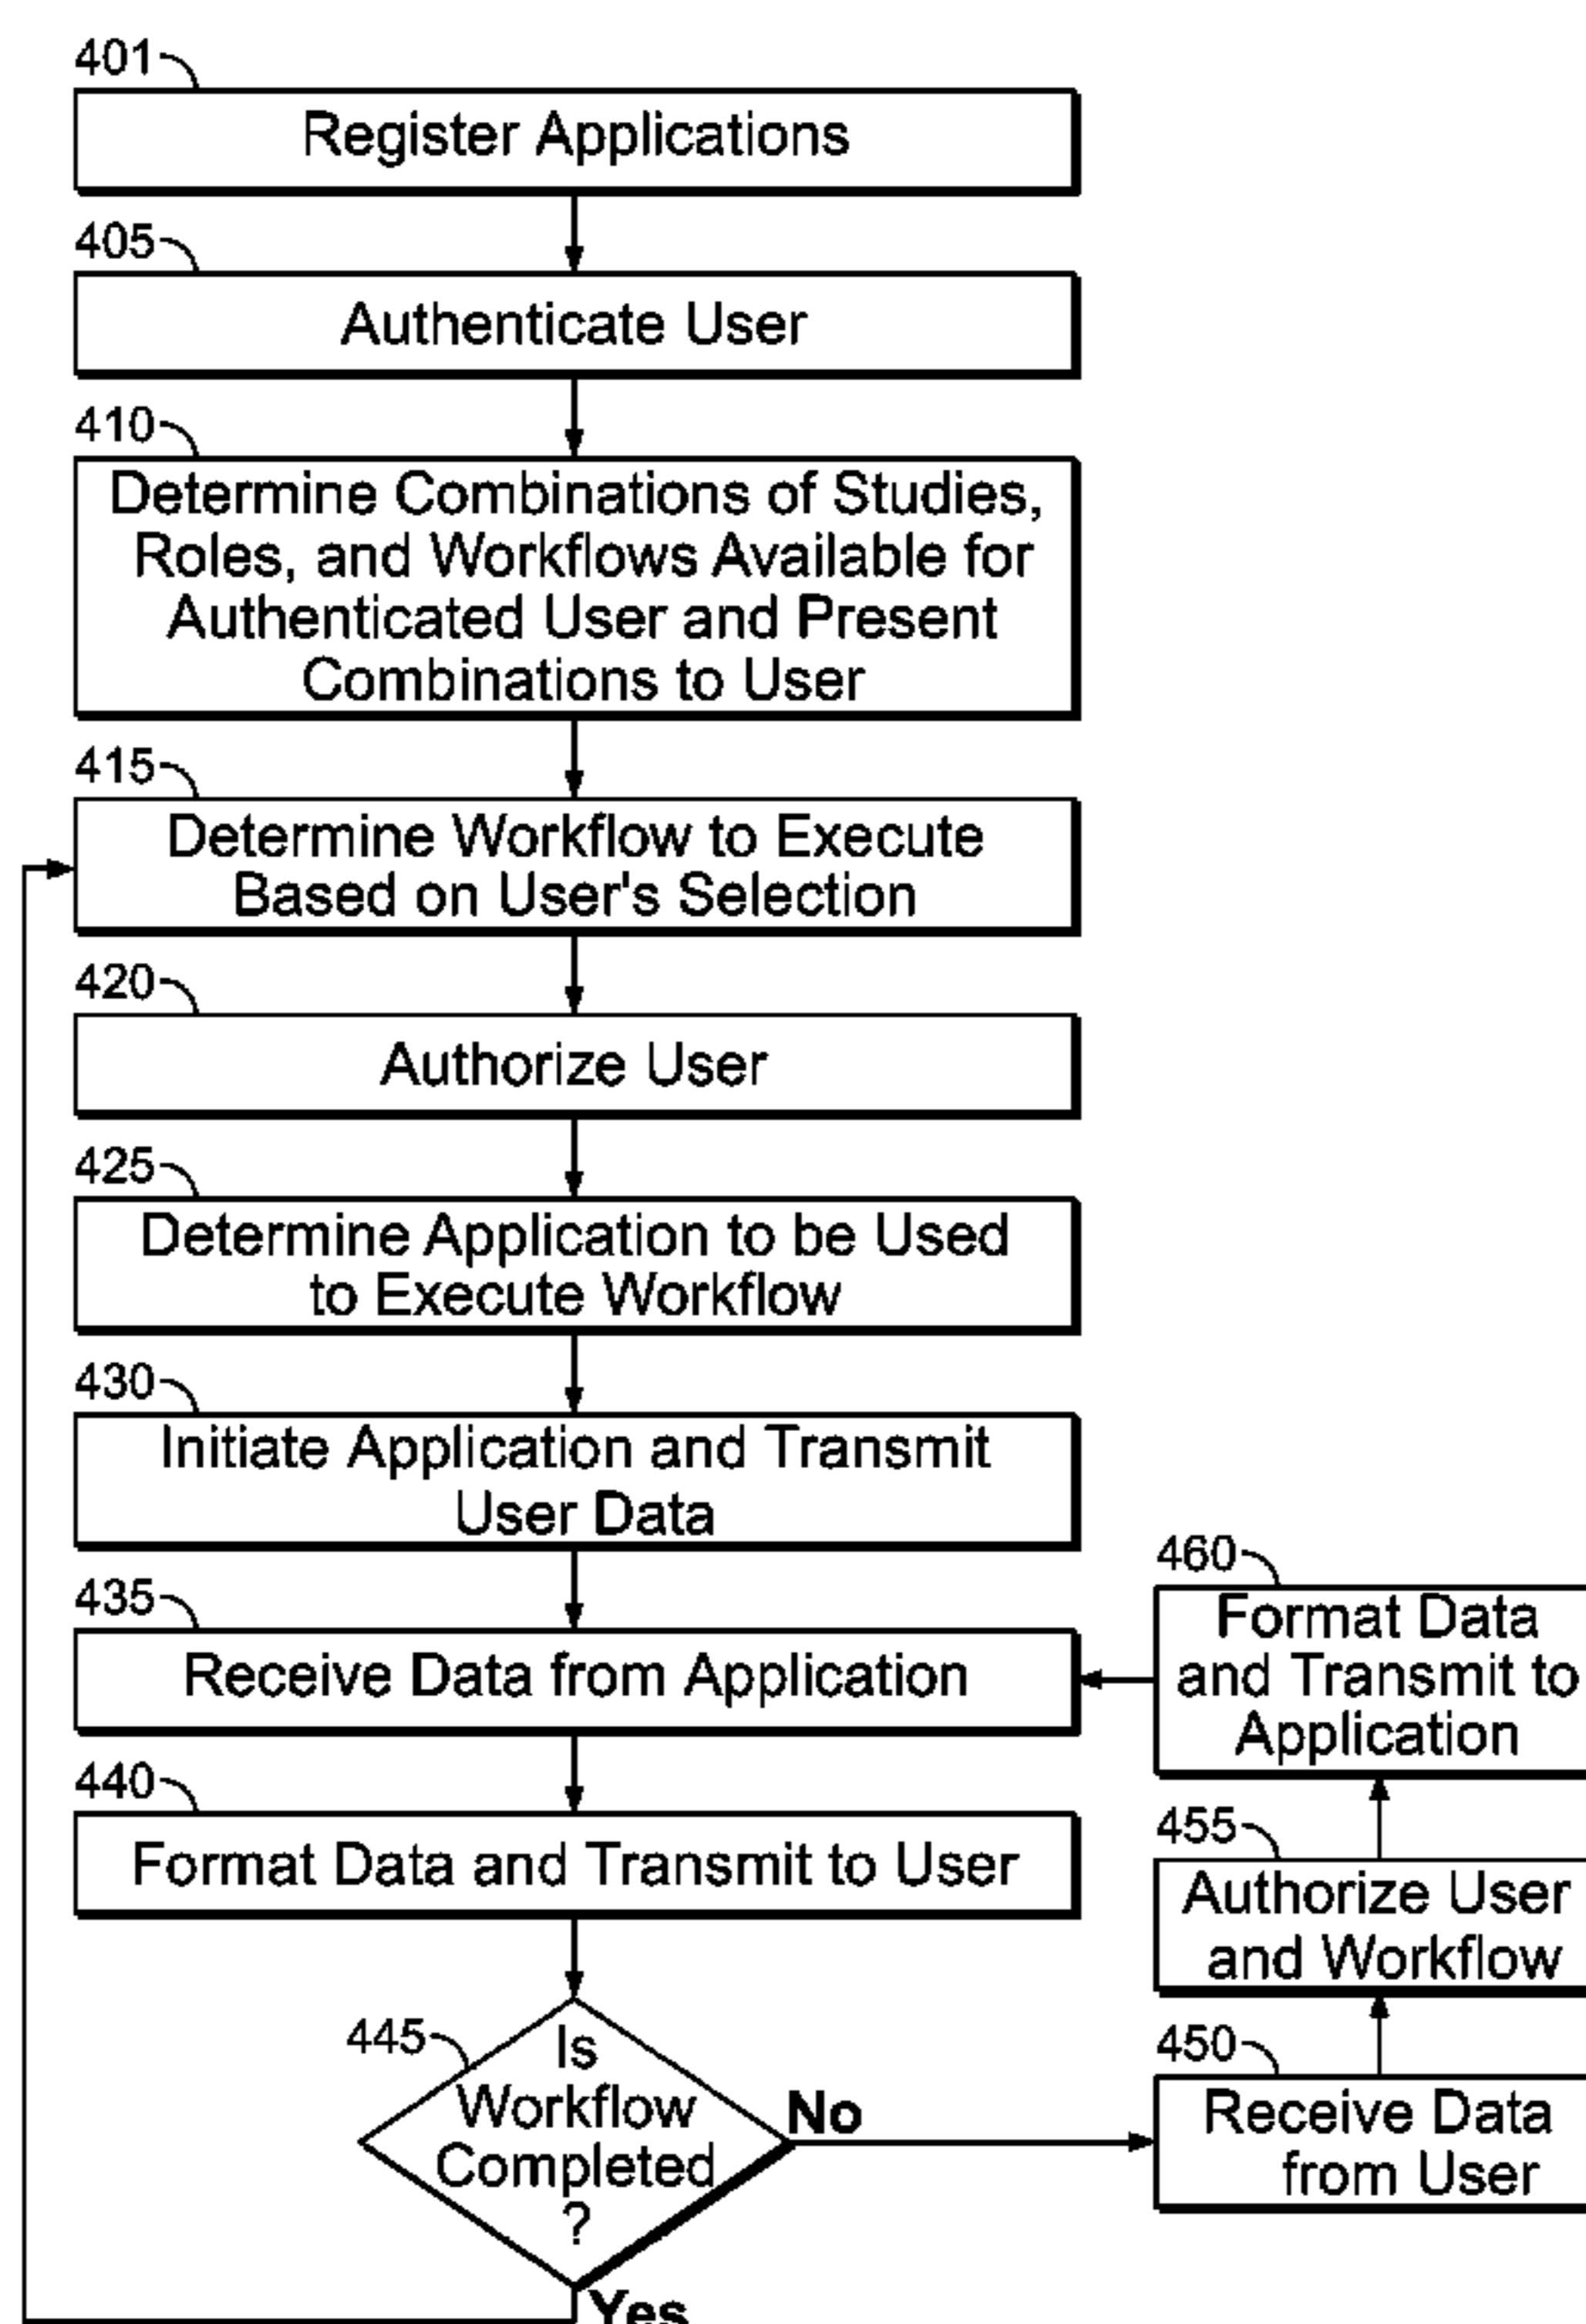 401
Register Applications
405
Authenticate User
410
Determine Combinations of Studies,
Roles, and Workflows Available for
Authenticated User and Present
Combinations to User
415
Determine Workflow to Execute
Based on User's Selection
420
Authorize User
425
Determine Application to be Used
to Execute Workflow
430
Initiate Application and Transmit
User Data
435
Receive Data from Application
440
Format Data and Transmit to User
445
Is
Workflow
Completed
?
No
Yes
450
Receive Data
from User
455
Authorize User
and Workflow
460
Format Data
and Transmit to
Application